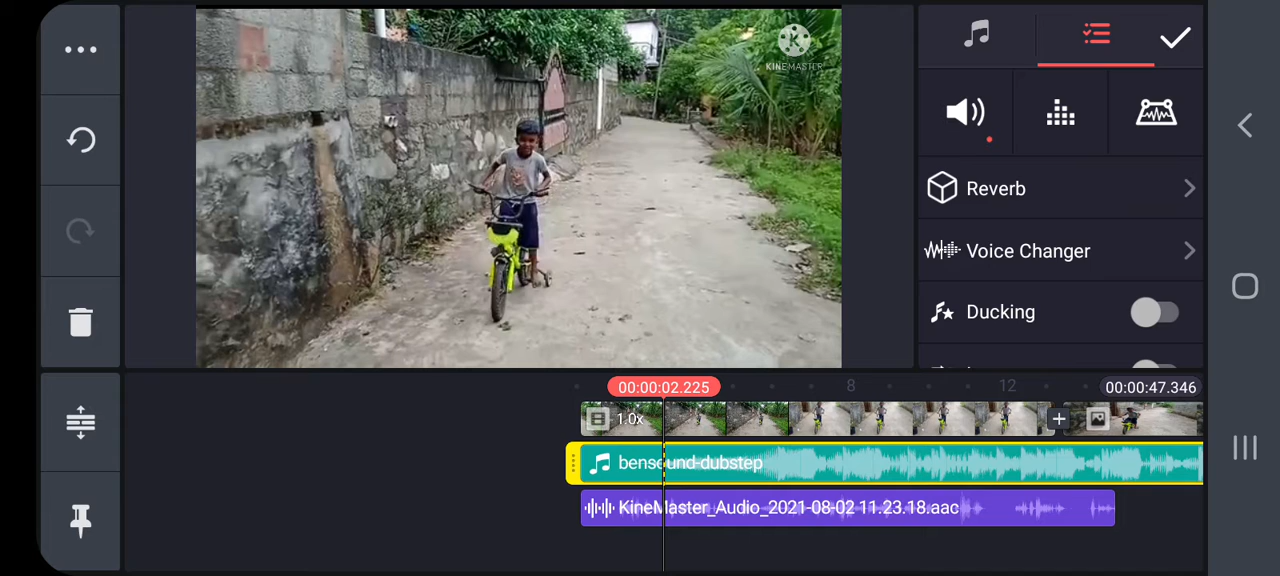 KINEMASTER
Reverb
Voice Changer
Ducking
00:00:02.225
8
12
00:00:47.346
1.0x
bensound-dubstep
KineMaster_Audio_2021-08-02 11.23.18.aac